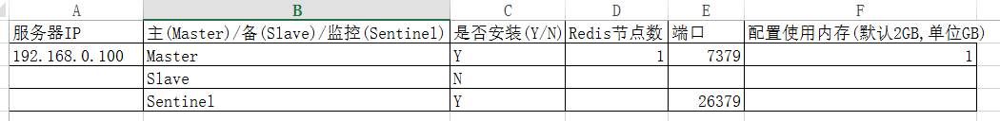 A B C D E F
服务器IP 主(Master)/备(Slave)/监控(Sentinel) 是否安装(Y/N) Redis节点数 端口 配置使用内存(默认2GB,单位GB)
192.168.0.100 Master Y 1 7379 1
Slave N
Sentinel Y 26379